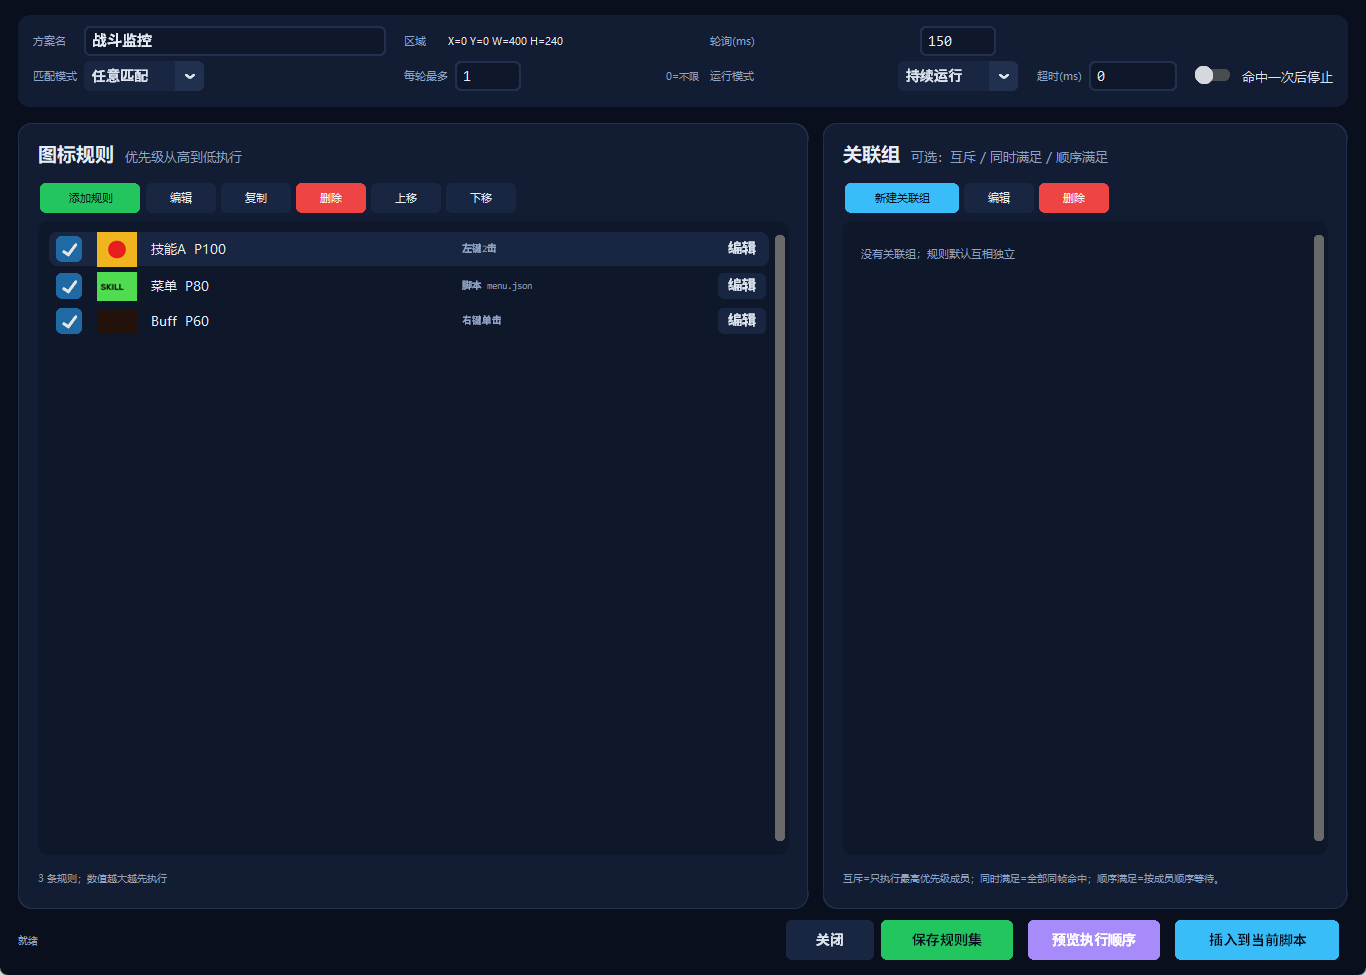 方案名 战斗监控 区域 X=0 Y=0 W=400 H=240 轮询(ms) 150
匹配模式 任意匹配 每轮最多 1 0=不限 运行模式 持续运行 超时(ms) 0 命中一次后停止
图标规则 优先级从高到低执行
添加规则 编辑 复制 删除 上移 下移
技能A P100 左键2击 编辑
SKILL 菜单 P80 脚本 menu.json 编辑
Buff P60 右键单击 编辑
3 条规则；数值越大越先执行
关联组 可选：互斥 / 同时满足 / 顺序满足
新建关联组 编辑 删除
没有关联组；规则默认互相独立
互斥=只执行最高优先级成员；同时满足=全部同帧命中；顺序满足=按成员顺序等待。
就绪 关闭 保存规则集 预览执行顺序 插入到当前脚本